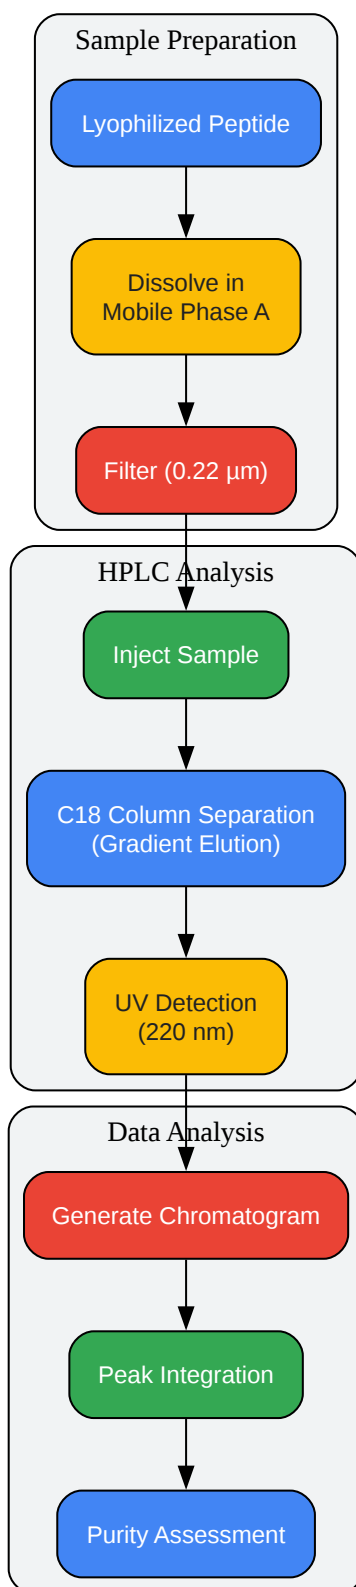 Sample Preparation
Lyophilized Peptide
Dissolve in
Mobile Phase A
Filter (0.22 µm)
HPLC Analysis
Inject Sample
C18 Column Separation
(Gradient Elution)
UV Detection
(220 nm)
Data Analysis
Generate Chromatogram
Peak Integration
Purity Assessment